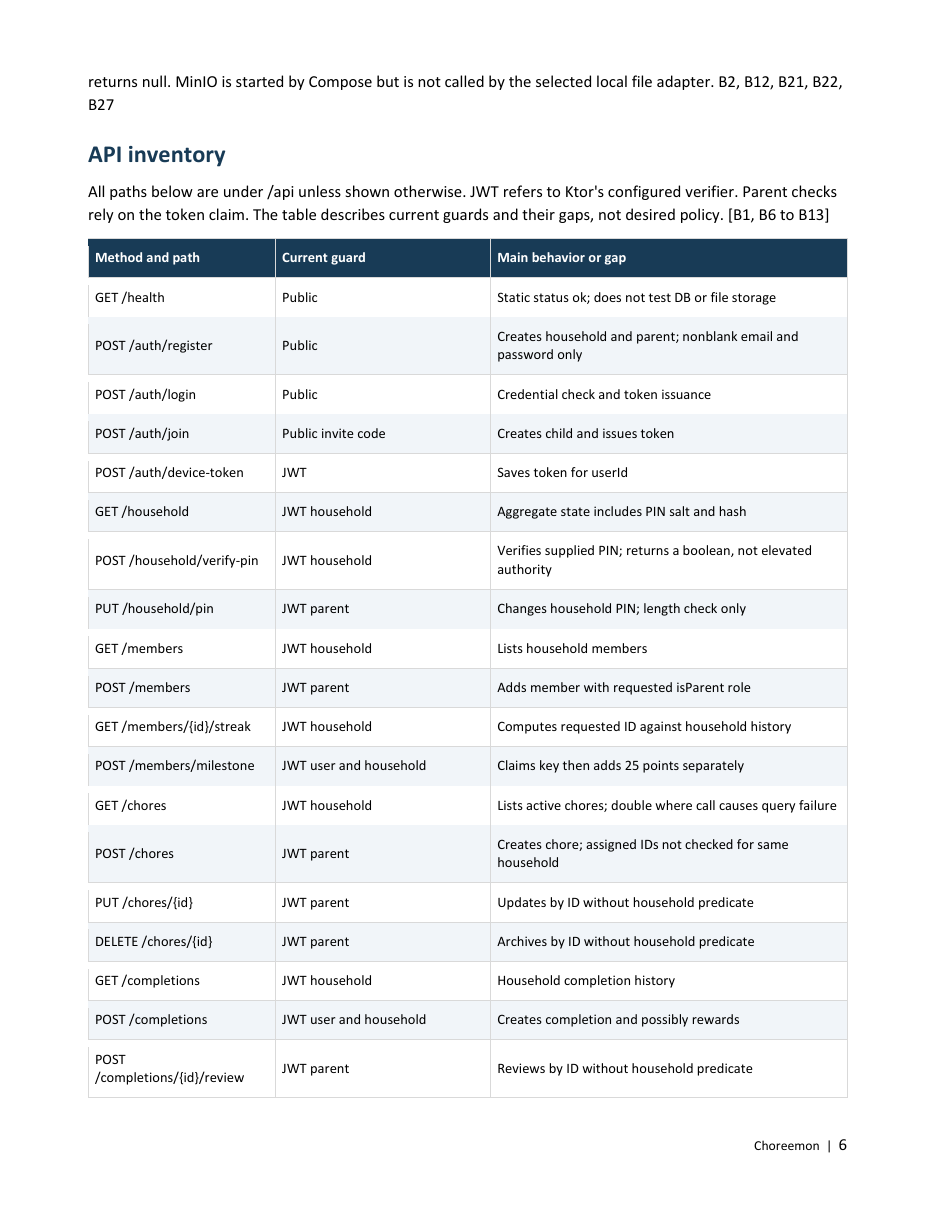 returns null. MinIO is started by Compose but is not called by the selected local file adapter. B2, B12, B21, B22,
B27
API inventory
All paths below are under /api unless shown otherwise. JWT refers to Ktor's configured verifier. Parent checks
rely on the token claim. The table describes current guards and their gaps, not desired policy. [B1, B6 to B13]
Method and path Current guard Main behavior or gap
GET /health Public Static status ok; does not test DB or file storage
POST /auth/register Public Creates household and parent; nonblank email and
password only
POST /auth/login Public Credential check and token issuance
POST /auth/join Public invite code Creates child and issues token
POST /auth/device-token JWT Saves token for userId
GET /household JWT household Aggregate state includes PIN salt and hash
POST /household/verify-pin JWT household Verifies supplied PIN; returns a boolean, not elevated
authority
PUT /household/pin JWT parent Changes household PIN; length check only
GET /members JWT household Lists household members
POST /members JWT parent Adds member with requested isParent role
GET /members/{id}/streak JWT household Computes requested ID against household history
POST /members/milestone JWT user and household Claims key then adds 25 points separately
GET /chores JWT household Lists active chores; double where call causes query failure
POST /chores JWT parent Creates chore; assigned IDs not checked for same
household
PUT /chores/{id} JWT parent Updates by ID without household predicate
DELETE /chores/{id} JWT parent Archives by ID without household predicate
GET /completions JWT household Household completion history
POST /completions JWT user and household Creates completion and possibly rewards
POST
/completions/{id}/review JWT parent Reviews by ID without household predicate
Choreemon | 6